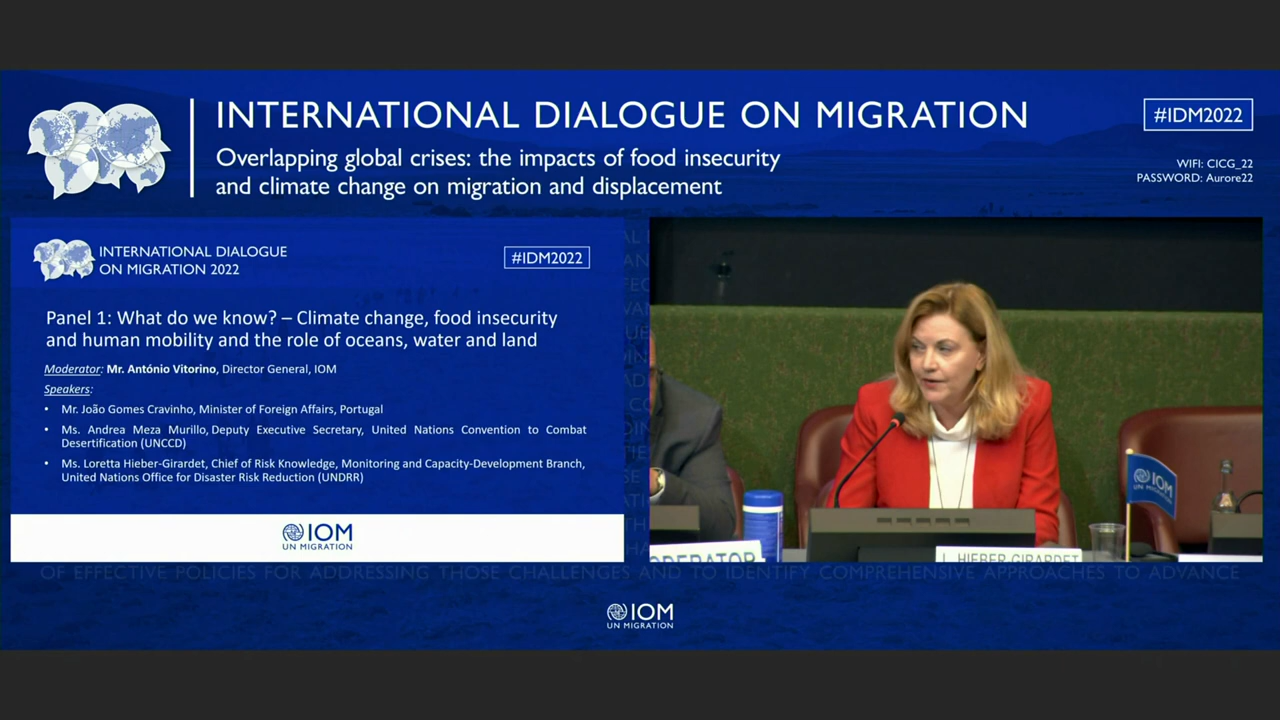 INTERNATIONAL DIALOGUE ON MIGRATION
Overlapping global crises: the impacts of food insecurity
and climate change on migration and displacement
#IDM2022
WIFI: CICG_22
PASSWORD: Aurore22
INTERNATIONAL DIALOGUE
ON MIGRATION 2022
#IDM2022
Panel 1: What do we know? – Climate change, food insecurity
and human mobility and the role of oceans, water and land
Moderator: Mr. António Vitorino, Director General, IOM
Speakers:
• Mr. João Gomes Cravinho, Minister of Foreign Affairs, Portugal
• Ms. Andrea Meza Murillo, Deputy Executive Secretary, United Nations Convention to Combat
Desertification (UNCCD)
• Ms. Loretta Hieber-Girardet, Chief of Risk Knowledge, Monitoring and Capacity-Development Branch,
United Nations Office for Disaster Risk Reduction (UNDRR)
IOM
UN MIGRATION
IOM
UN MIGRATION
MODERATOR
L. HIEBER-GIRARDET
OF EFFECTIVE POLICIES FOR ADDRESSING THOSE CHALLENGES AND TO IDENTIFY COMPREHENSIVE APPROACHES TO ADVANCE
IOM
UN MIGRATION